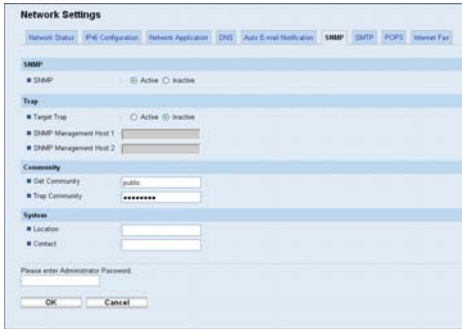 Network Settings
Network Status IPv6 Configuration Network Application DNS Auto E-mail Notification SNMP SMTP POP3 Internet Fax
SNMP
SNMP : Active Inactive
Trap
Target Trap : Active Inactive
SNMP Management Host 1
SNMP Management Host 2
Community
Get Community public
Trap Community ••••••••
System
Location
Contact
Please enter Administrator Password.
OK Cancel